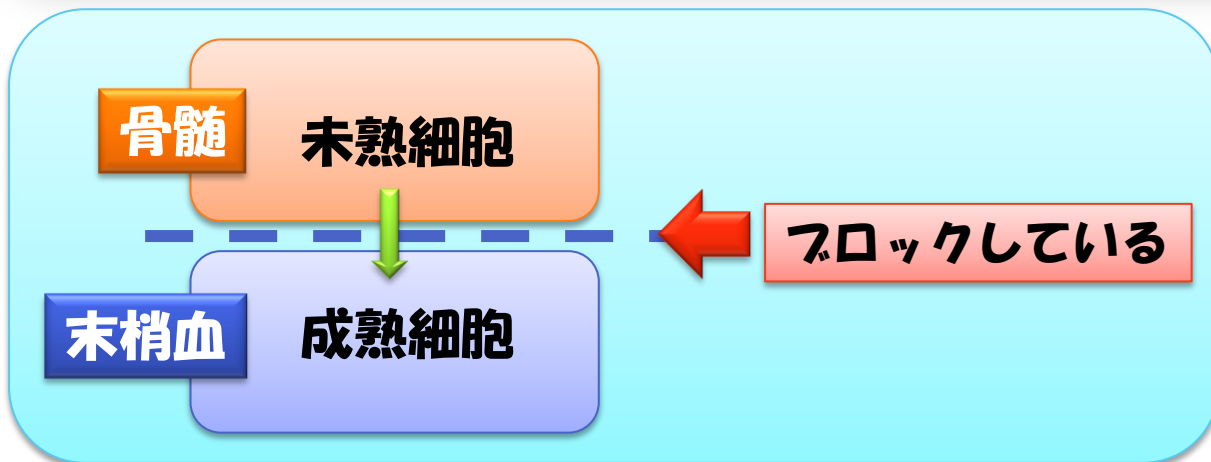 骨髄
未熟細胞
ブロックしている
末梢血
成熟細胞